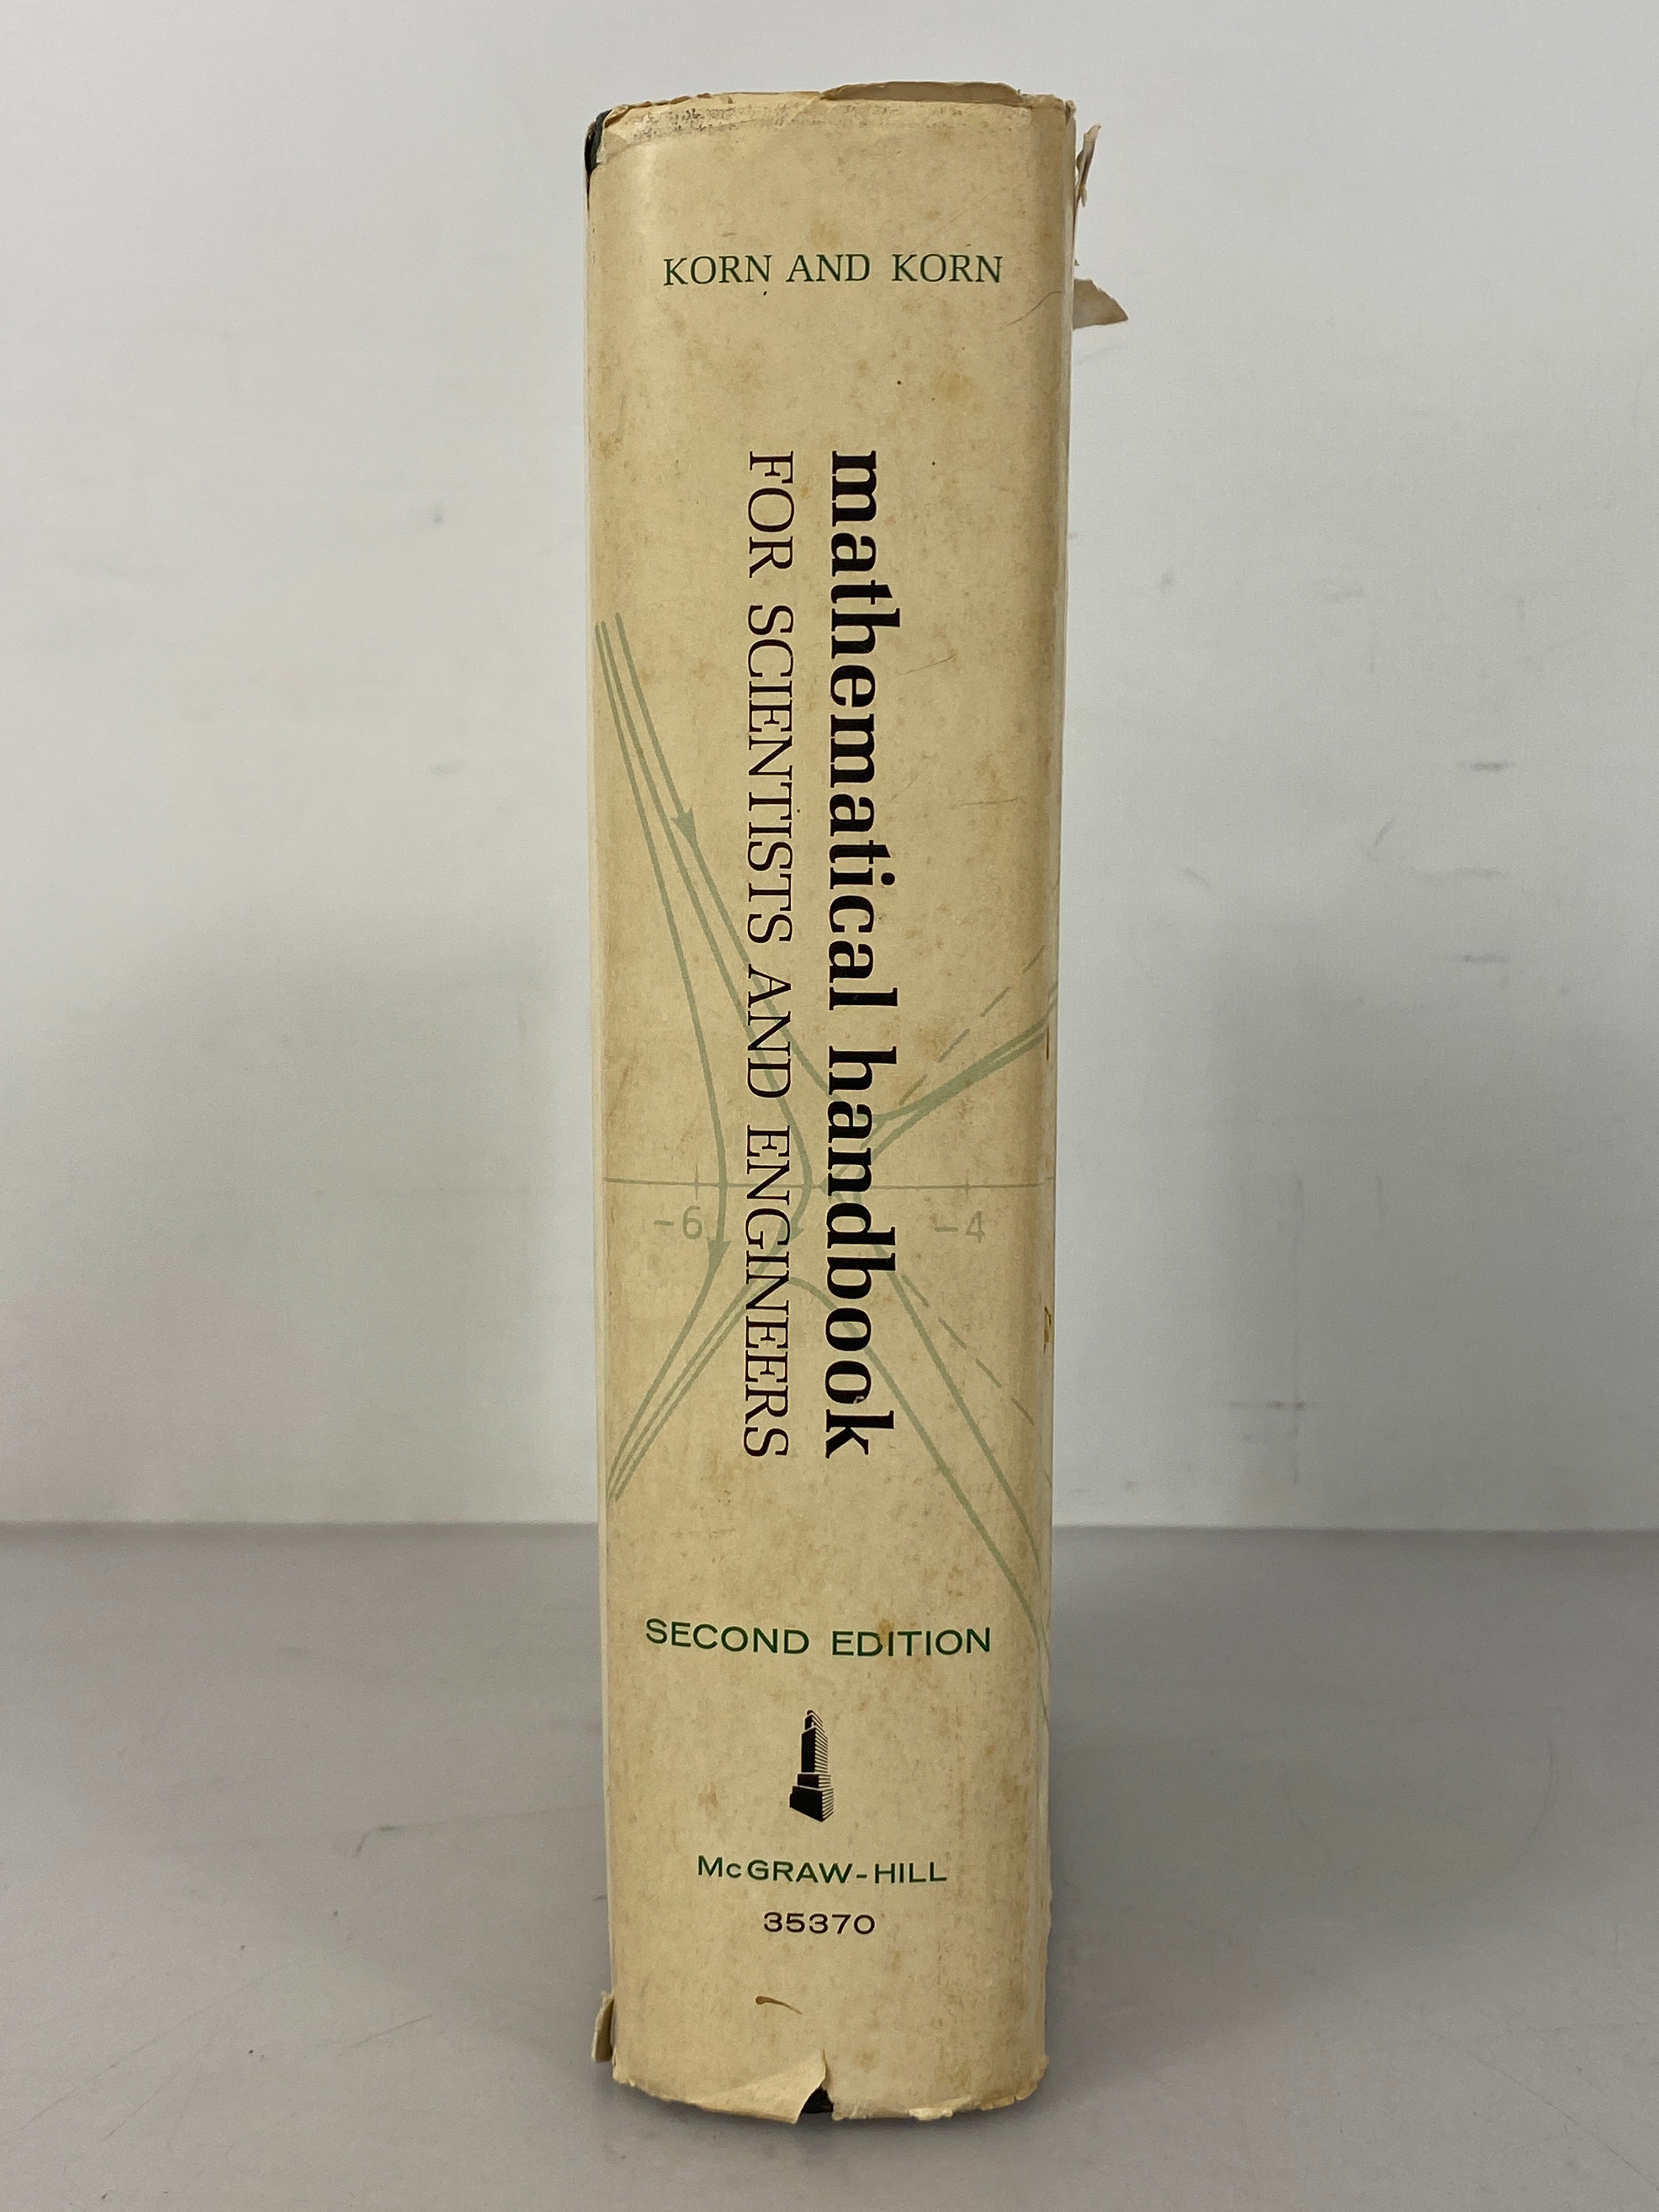 KORN AND KORN
mathematical handbook
FOR SCIENTISTS AND ENGINEERS
-6
-4
SECOND EDITION
McGRAW-HILL
35370